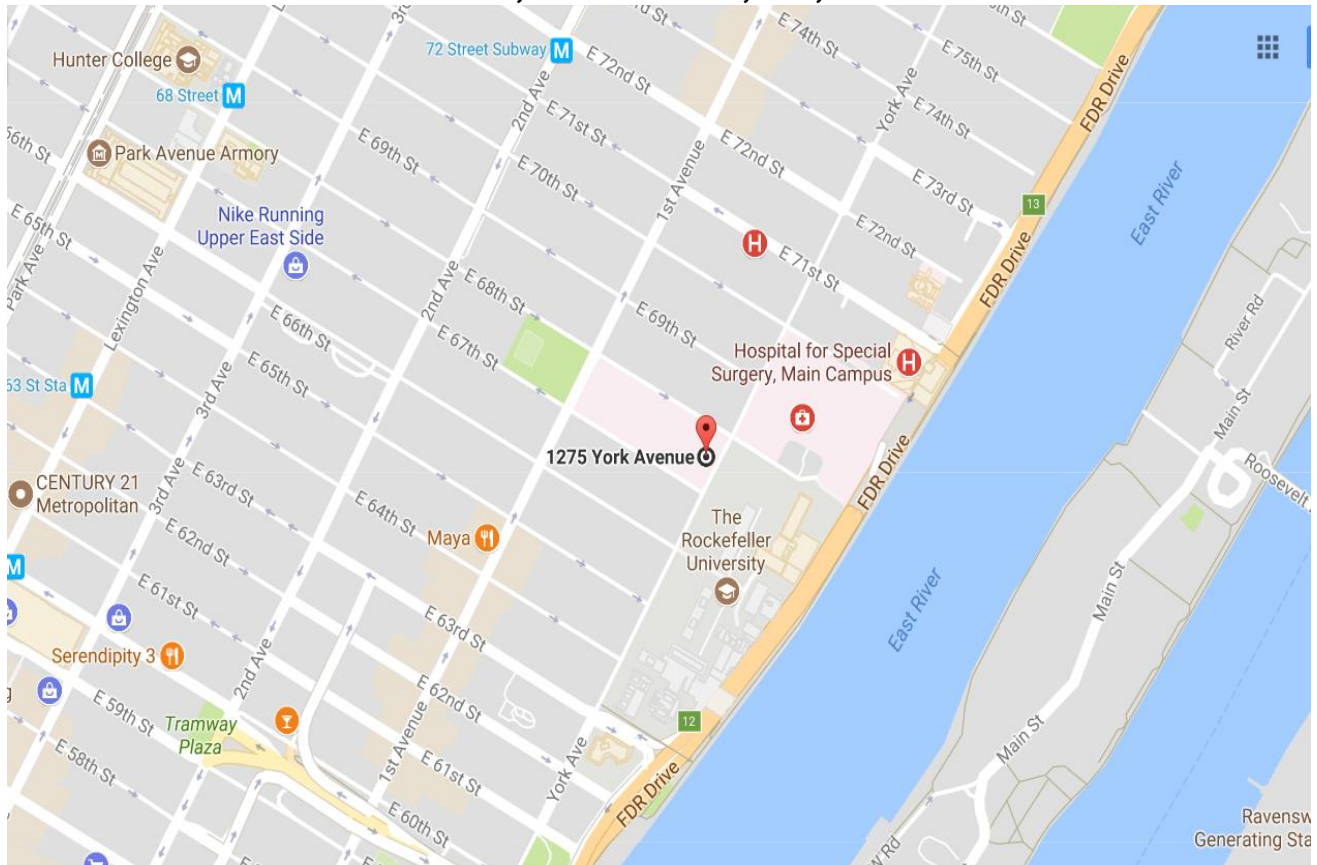 Hunter College
72 Street Subway
M
E 72nd St
E 74th St
E 75th St
York Ave
FDR Drive
68 Street
M
2nd Ave
E 71st St
E 74th St
Park Avenue Armory
E 69th St
E 70th St
1st Avenue
E 72nd St
E 73rd St
East River
E 65th St
Nike Running
Upper East Side
13
E 72nd St
H
E 71st St
FDR Drive
Park Ave
Lexington Ave
2nd Ave
E 68th St
E 66th St
E 67th St
E 69th St
River Rd
Hospital for Special
Surgery, Main Campus
H
63 St Sta
M
3rd Ave
E 65th St
Main St
1275 York Avenue
FDR Drive
CENTURY 21
Metropolitan
3rd Ave
E 63rd St
E 64th St
The
Rockefeller
University
Maya
E 62nd St
M
Main St
E 61st St
E 63rd St
East River
Serendipity 3
2nd Ave
E 62nd St
E 59th St
Tramway
Plaza
12
Main St
E 58th St
1st Avenue
E 61st St
York Ave
FDR Drive
E 60th St
Ravensw
Generating Sta